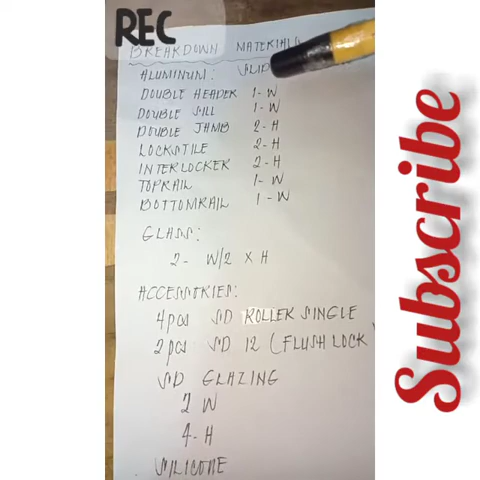 REC
BREAKDOWN MATERIALS
ALUMINUM: SLID
DOUBLE HEADER 1-W
DOUBLE SILL 1-W
DOUBLE JAMB 2-H
LOCKSTILE 2-H
INTERLOCKER 2-H
TOPRAIL 1-W
BOTTOMRAIL 1-W
GLASS:
2- W/2 X H
ACCESSORIES:
4pcs SD ROLLER SINGLE
2pcs SD 12 (FLUSH LOCK)
SD GLAZING
2 W
4-H
SILICONE
Subscribe